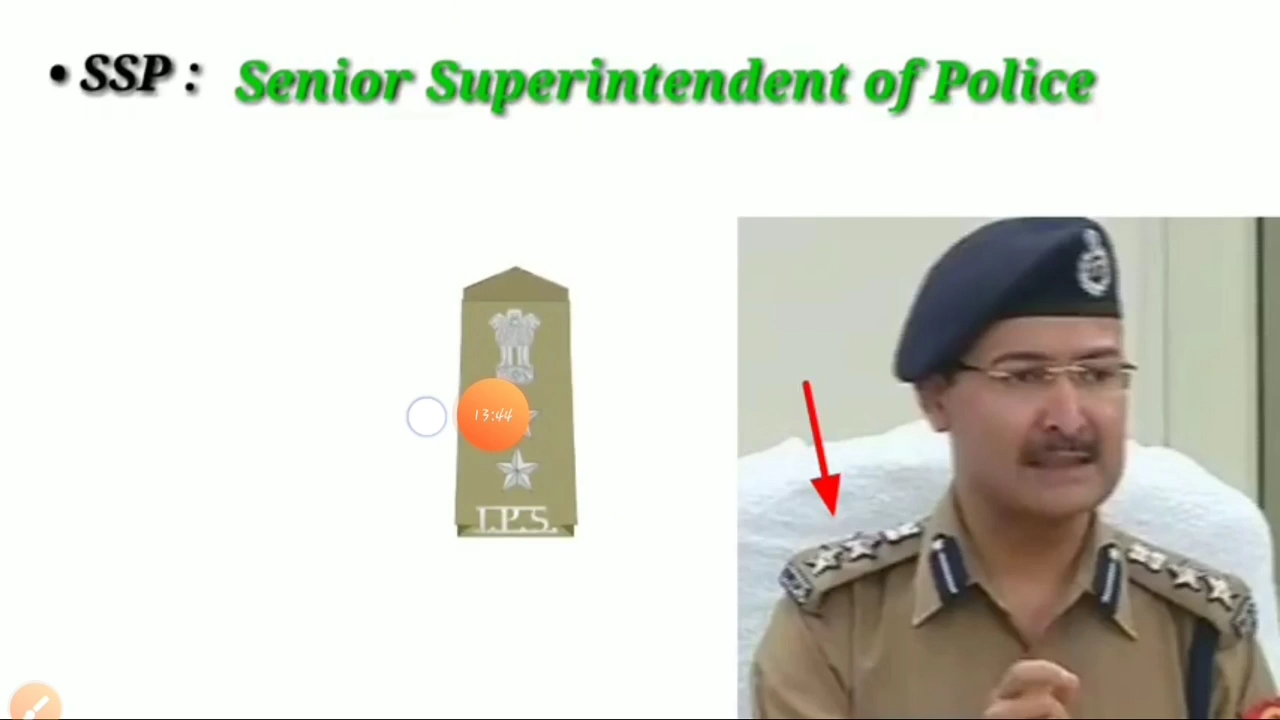 • SSP : Senior Superintendent of Police
13:44
I.P.S.